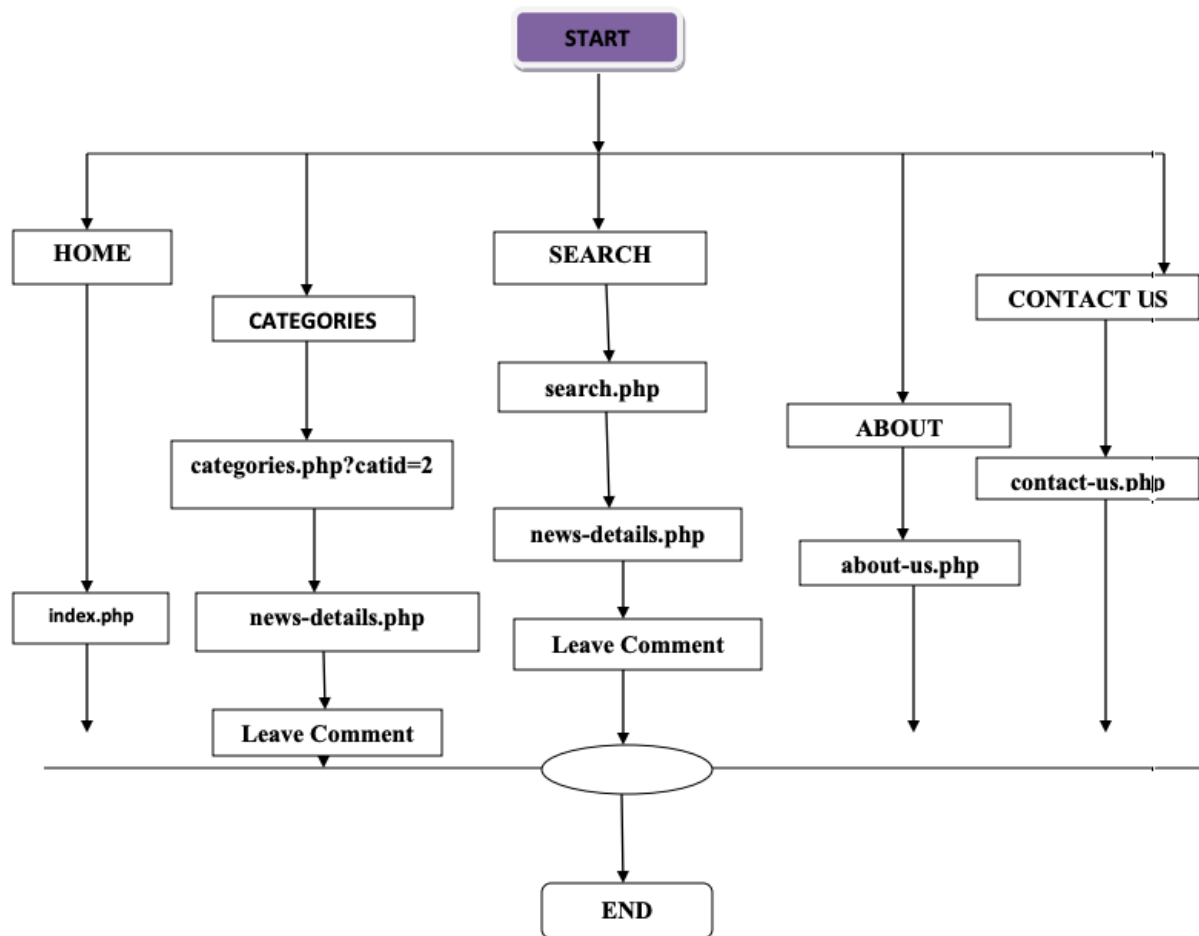 START
HOME
SEARCH
CONTACT US
CATEGORIES
search.php
ABOUT
categories.php?catid=2
contact-us.php
news-details.php
about-us.php
index.php
news-details.php
Leave Comment
Leave Comment
END